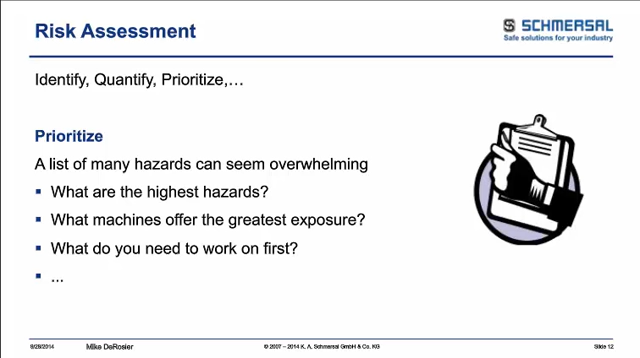 Risk Assessment
SCHMERSAL
Safe solutions for your industry
Identify, Quantify, Prioritize,…
Prioritize
A list of many hazards can seem overwhelming
▪ What are the highest hazards?
▪ What machines offer the greatest exposure?
▪ What do you need to work on first?
▪ ...
8/28/2014 Mike DeRosier © 2007 – 2014 K. A. Schmersal GmbH & Co. KG Slide 12